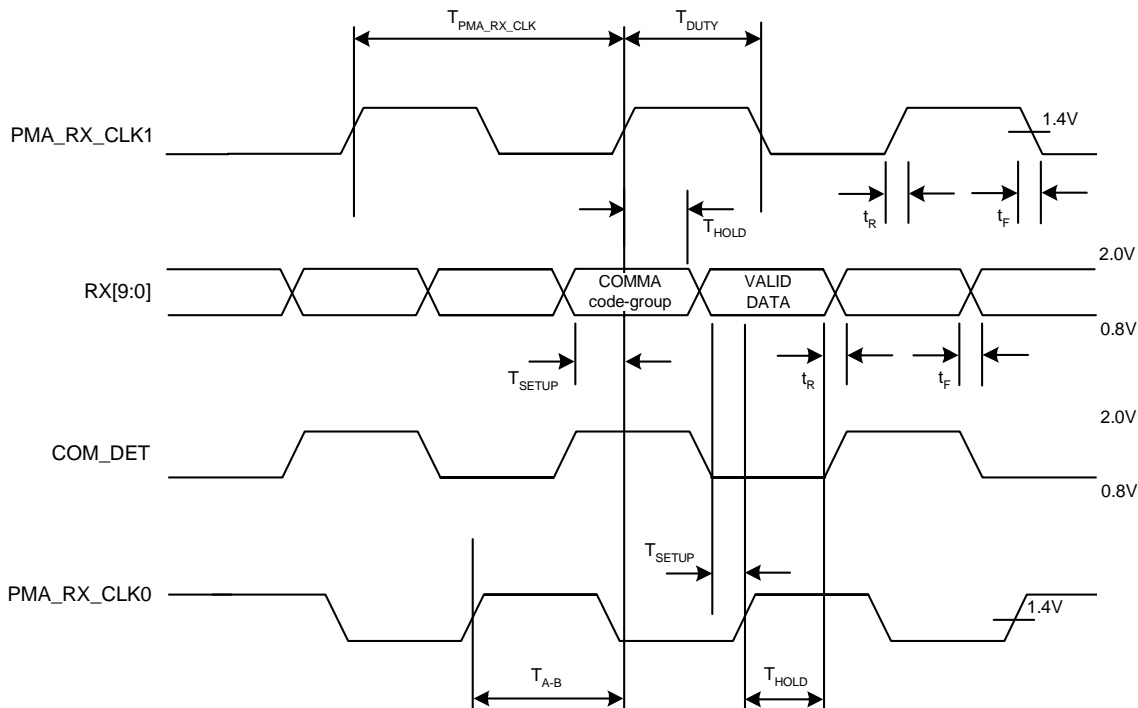 T_PMA_RX_CLK
T_DUTY
PMA_RX_CLK1
1.4V
t_R
t_F
T_HOLD
2.0V
RX[9:0]
COMMA
code-group
VALID
DATA
0.8V
T_SETUP
t_R
t_F
2.0V
COM_DET
0.8V
T_SETUP
PMA_RX_CLK0
1.4V
T_A-B
T_HOLD